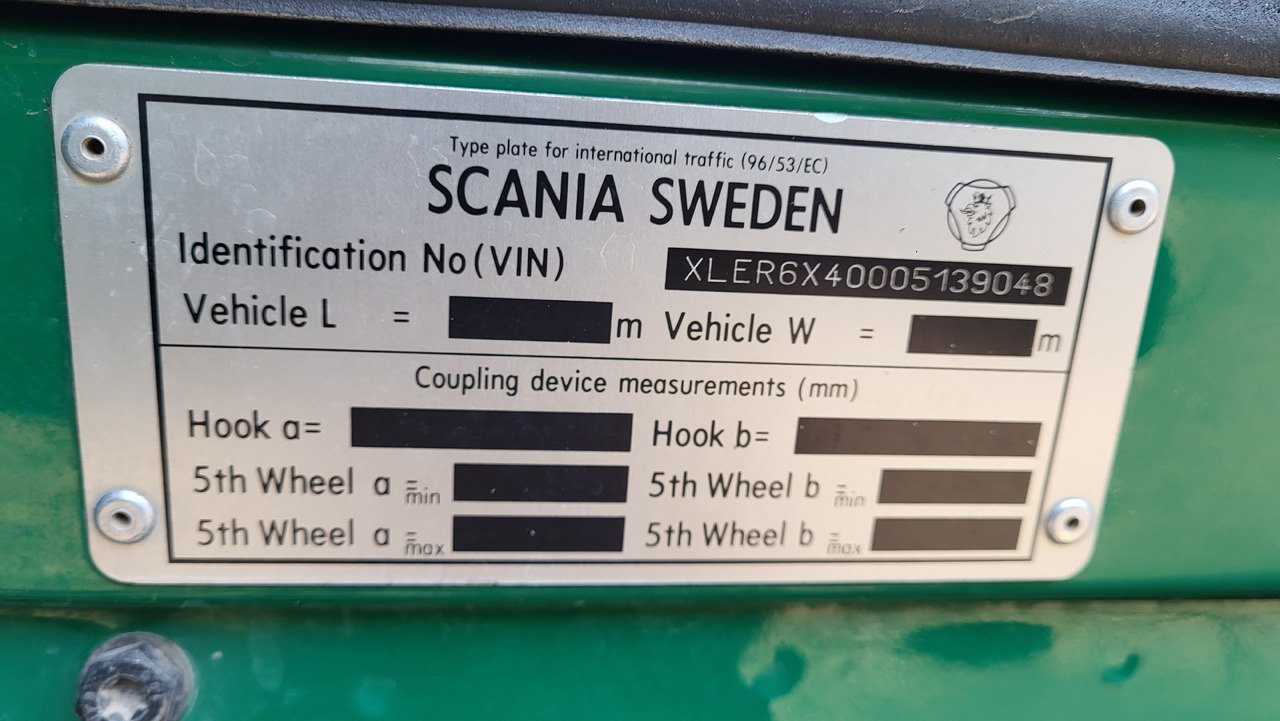 Type plate for international traffic (96/53/EC)
SCANIA SWEDEN
Identification No (VIN) XLER6X40005139048
Vehicle L = m Vehicle W = m
Coupling device measurements (mm)
Hook a= Hook b=
5th Wheel a = min 5th Wheel b = min
5th Wheel a = max 5th Wheel b = max